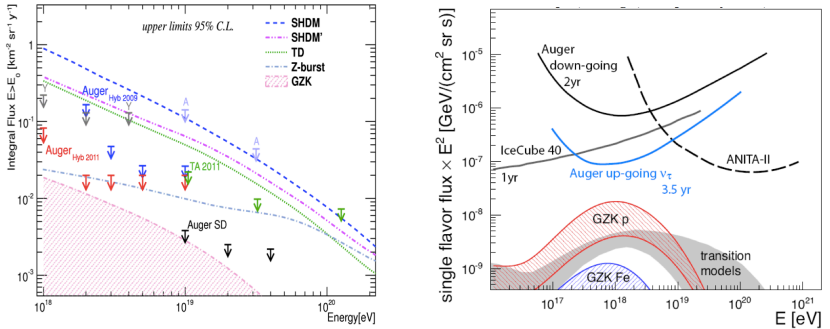 upper limits 95% C.L.
SHDM
SHDM'
TD
Z-burst
GZK
Integral Flux E>E₀ [km⁻² sr⁻¹ y⁻¹]
1
10⁻¹
10⁻²
10⁻³
Y
Y
A
A
Auger Hyb 2009
Auger Hyb 2011
TA 2011
Auger SD
10¹⁸
10¹⁹
10²⁰
Energy[eV]
single flavor flux × E² [GeV/(cm² sr s)]
10⁻⁵
10⁻⁶
10⁻⁷
10⁻⁸
10⁻⁹
Auger
down-going
2yr
IceCube 40
1yr
Auger up-going ντ
3.5 yr
ANITA-II
GZK p
GZK Fe
transition
models
10¹⁷
10¹⁸
10¹⁹
10²⁰
10²¹
E [eV]